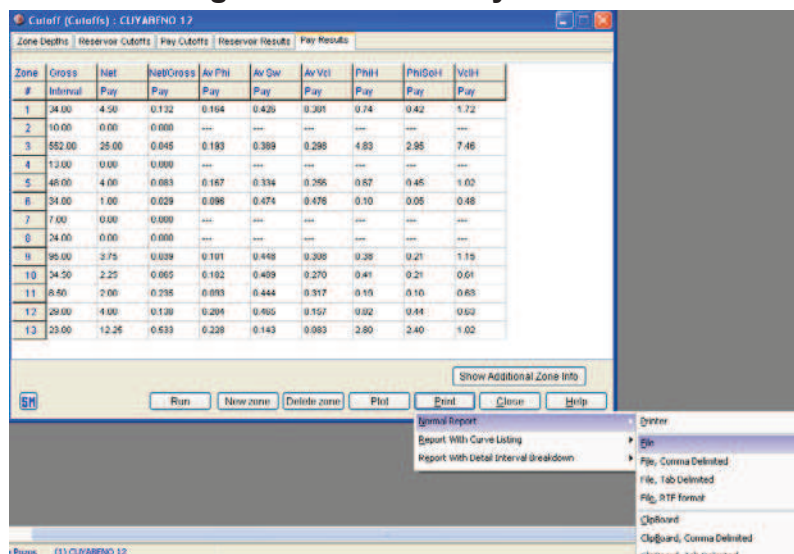 Cutoff (Cutoffs) : CUYABENO 12
Zone Depths Reservoir Cutoffs Pay Cutoffs Reservoir Results Pay Results
Zone Gross Net Net/Gross Av Phi Av Sw Av Vcl PhiH PhiSoH VclH
# Interval Pay Pay Pay Pay Pay Pay Pay Pay
1 34.00 4.50 0.132 0.164 0.426 0.381 0.74 0.42 1.72
2 10.00 0.00 0.000 --- --- --- --- --- ---
3 552.00 25.00 0.045 0.193 0.389 0.298 4.83 2.95 7.46
4 13.00 0.00 0.000 --- --- --- --- --- ---
5 48.00 4.00 0.083 0.167 0.334 0.256 0.67 0.45 1.02
6 34.00 1.00 0.029 0.096 0.474 0.476 0.10 0.05 0.48
7 7.00 0.00 0.000 --- --- --- --- --- ---
8 24.00 0.00 0.000 --- --- --- --- --- ---
9 95.00 3.75 0.039 0.101 0.448 0.308 0.38 0.21 1.15
10 34.50 2.25 0.065 0.182 0.489 0.270 0.41 0.21 0.61
11 8.50 2.00 0.235 0.093 0.444 0.317 0.19 0.10 0.63
12 29.00 4.00 0.138 0.204 0.465 0.157 0.82 0.44 0.63
13 23.00 12.25 0.533 0.228 0.143 0.083 2.80 2.40 1.02
Show Additional Zone Info
SM Run New zone Delete zone Plot Print Close Help
Normal Report Printer
Report With Curve Listing File
Report With Detail Interval Breakdown File, Comma Delimited
File, Tab Delimited
File, RTF format
ClipBoard
ClipBoard, Comma Delimited
(1) CUYABENO 12